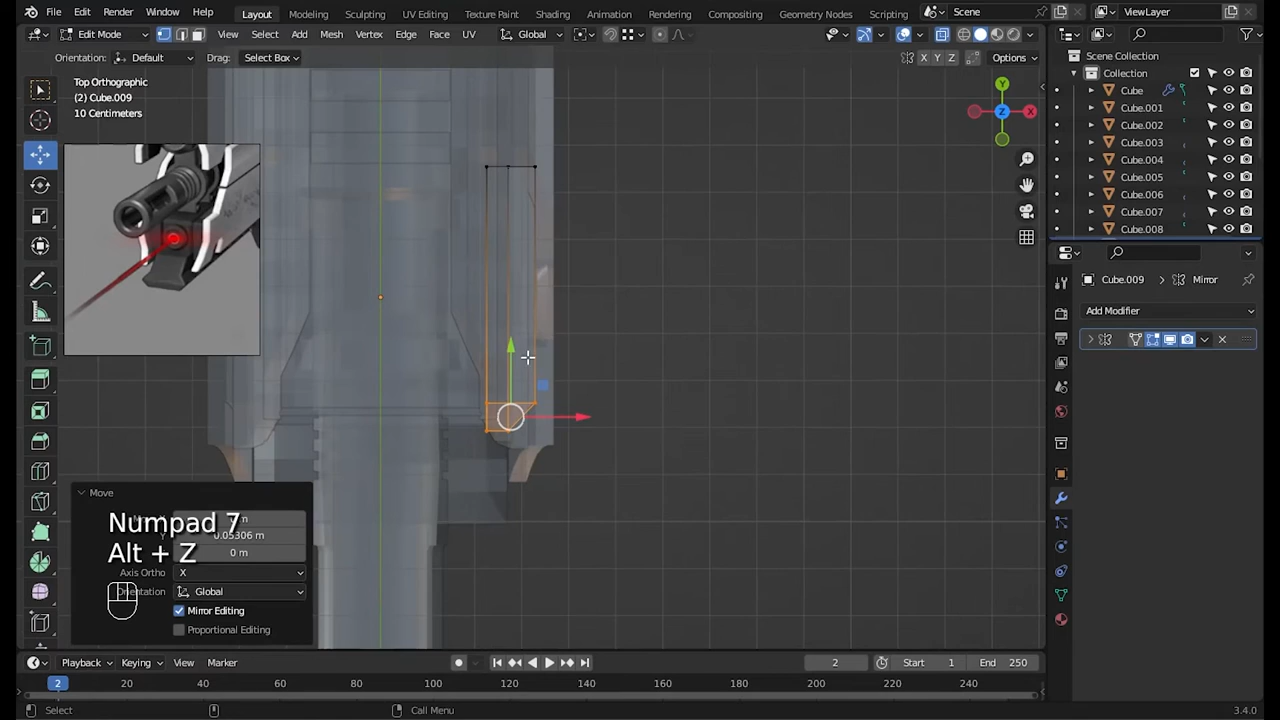 File Edit Render Window Help Layout Modeling Sculpting UV Editing Texture Paint Shading Animation Rendering Compositing Geometry Nodes Scripting Scene ViewLayer
Edit Mode View Select Add Mesh Vertex Edge Face UV Global
Orientation: Default Drag: Select Box X Y Z Options
Top Orthographic
(2) Cube.009
10 Centimeters
Y
Z
X
Scene Collection
Collection
Cube
Cube.001
Cube.002
Cube.003
Cube.004
Cube.005
Cube.006
Cube.007
Cube.008
Cube.009 Mirror
Add Modifier
Move
0.05306 m
0 m
Axis Ortho X
Orientation Global
Mirror Editing
Proportional Editing
Numpad 7
Alt + Z
Playback Keying View Marker 2 Start 1 End 250
2 20 40 60 80 100 120 140 160 180 200 220 240
Select Call Menu 3.4.0